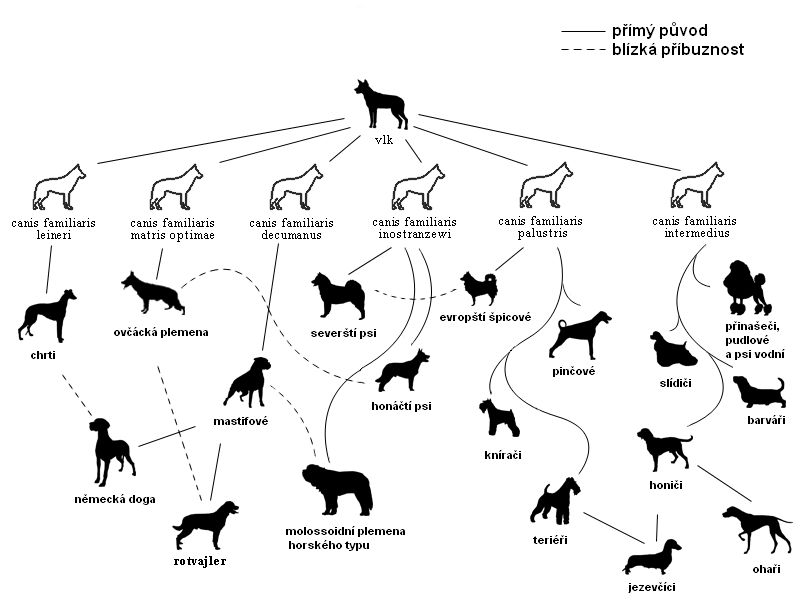 přímý původ
blízká příbuznost
vlk
canis familiaris
leineri
canis familiaris
matris optimae
canis familiaris
decumanus
canis familiaris
inostranzewi
canis familiaris
palustris
canis familiaris
intermedius
chrti
ovčácká plemena
severští psi
evropští špicové
pinčové
přinašeči,
pudlové
a psi vodní
slídiči
barváři
mastifové
honáčtí psi
knírači
honiči
německá doga
rotvajler
molossoidní plemena
horského typu
teriéři
jezevčíci
ohaři